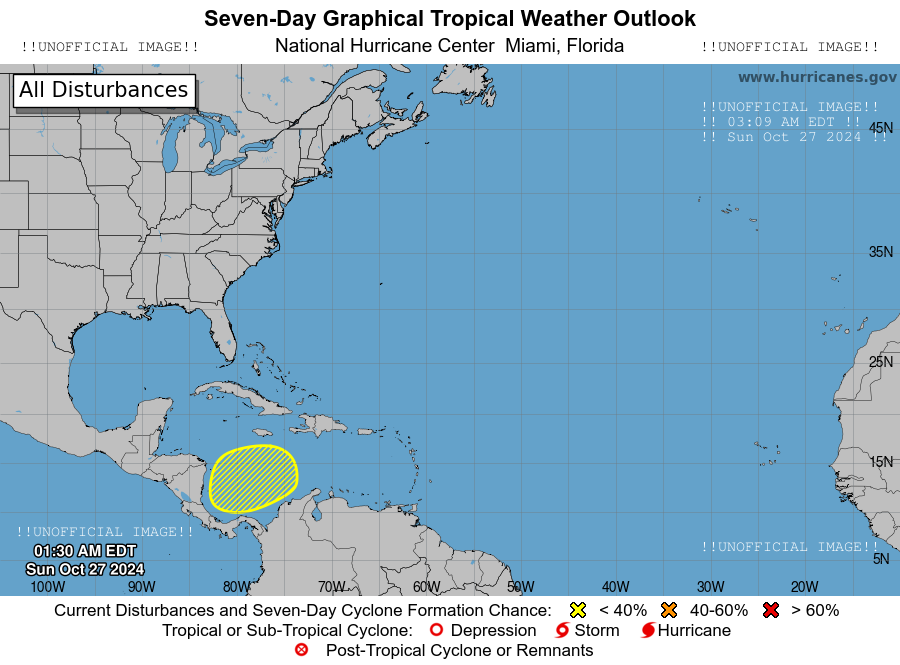 Seven-Day Graphical Tropical Weather Outlook
!!UNOFFICIAL IMAGE!! National Hurricane Center Miami, Florida !!UNOFFICIAL IMAGE!!
All Disturbances
www.hurricanes.gov
!!UNOFFICIAL IMAGE!!
!! 03:09 AM EDT !!
45N
!! Sun Oct 27 2024 !!
35N
25N
15N
!!UNOFFICIAL IMAGE!!
01:30 AM EDT
!!UNOFFICIAL IMAGE!!
5N
Sun Oct 27 2024
100W 90W 80W 70W 60W 50W 40W 30W 20W
Current Disturbances and Seven-Day Cyclone Formation Chance: < 40% 40-60% > 60%
Tropical or Sub-Tropical Cyclone: Depression Storm Hurricane
Post-Tropical Cyclone or Remnants